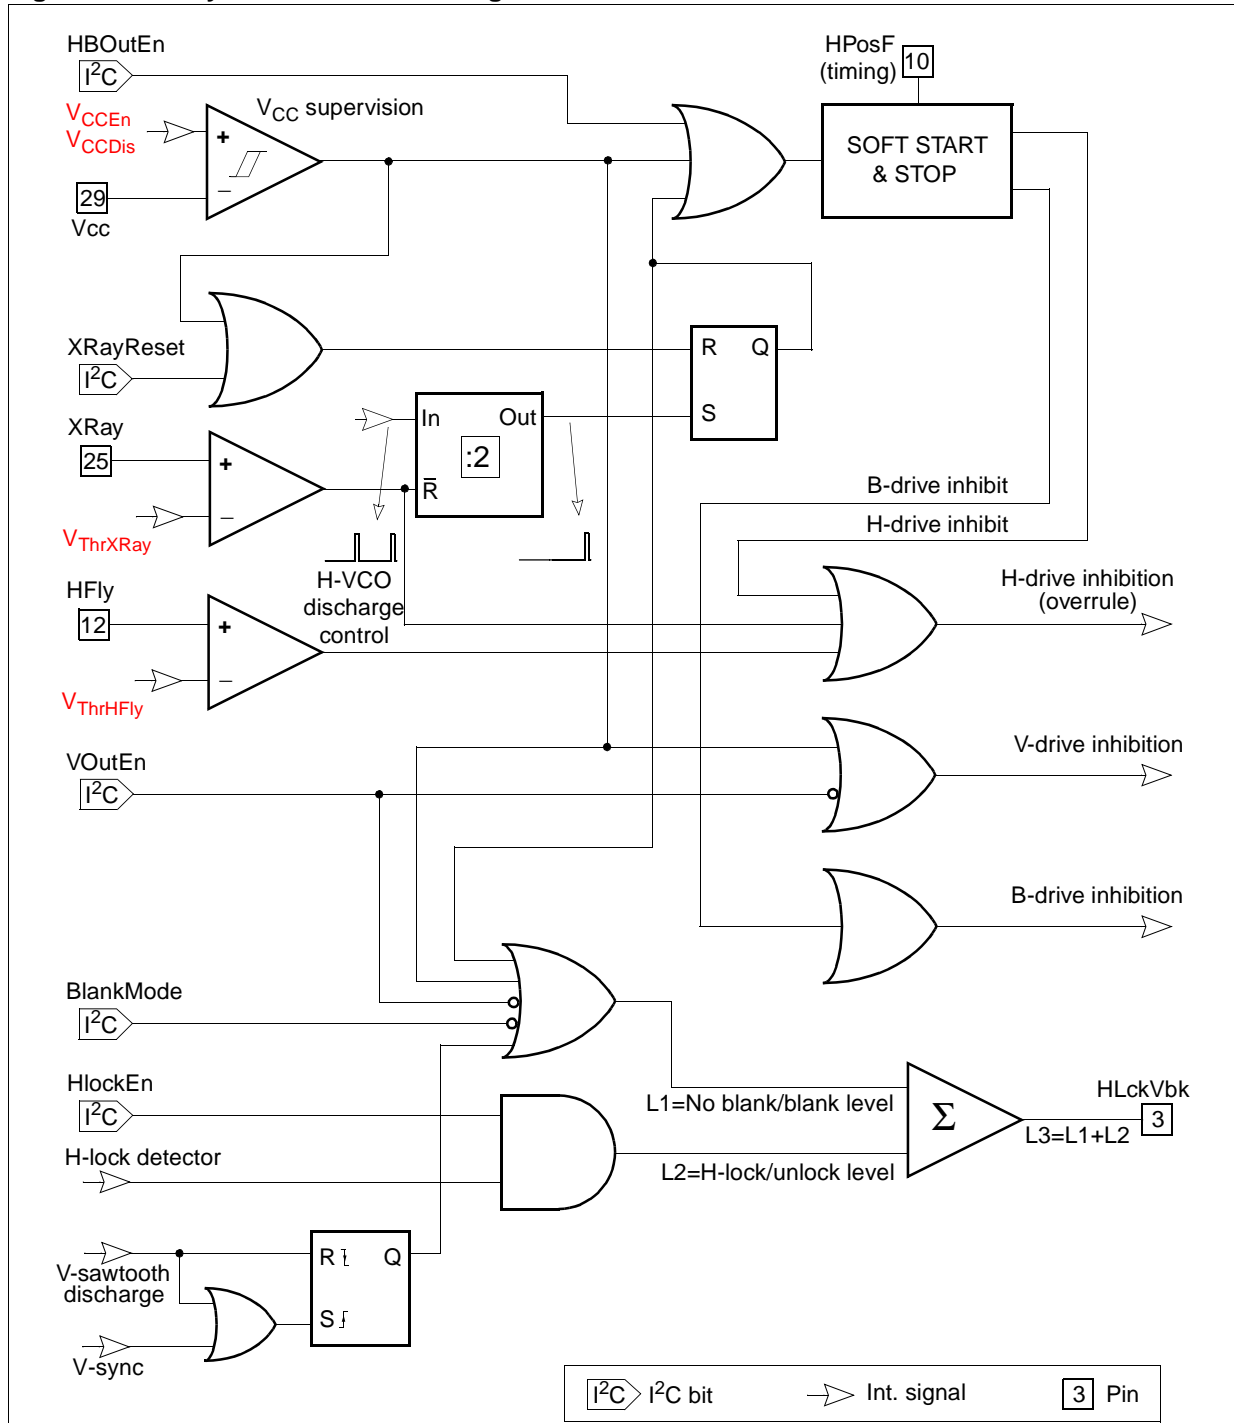 HBOutEn
I2C
VCCEn
VCCDis
VCC supervision
+
−
29
Vcc
HPosF
(timing)
10
SOFT START
& STOP
XRayReset
I2C
R Q
S
XRay
25
+
−
VThrXRay
In Out
:2
R̅
H-VCO
discharge
control
B-drive inhibit
H-drive inhibit
HFly
12
+
−
VThrHFly
H-drive inhibition
(overrule)
VOutEn
I2C
V-drive inhibition
B-drive inhibition
BlankMode
I2C
HlockEn
I2C
H-lock detector
L1=No blank/blank level
L2=H-lock/unlock level
Σ
HLckVbk
3
L3=L1+L2
V-sawtooth
discharge
V-sync
R Q
S
I2C I2C bit
Int. signal
3 Pin